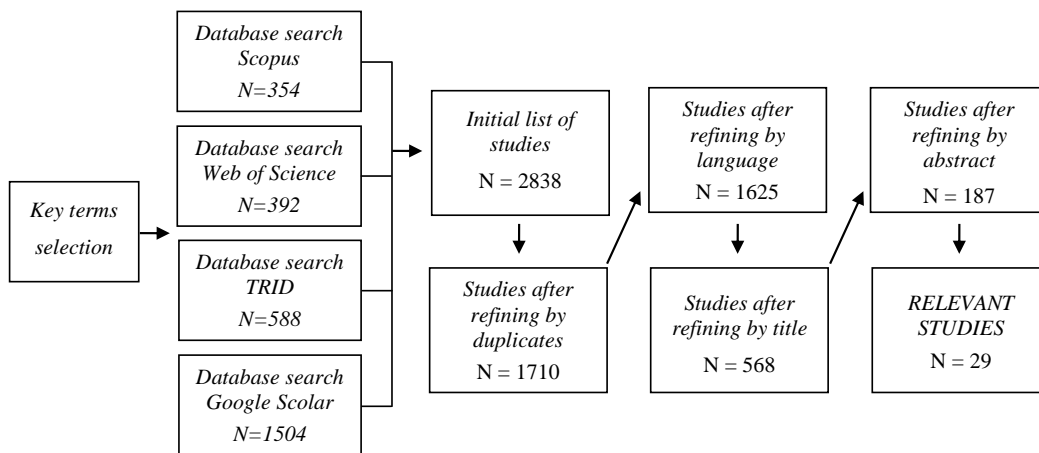 Key terms
selection
Database search
Scopus
N=354
Database search
Web of Science
N=392
Database search
TRID
N=588
Database search
Google Scolar
N=1504
Initial list of
studies
N = 2838
Studies after
refining by
duplicates
N = 1710
Studies after
refining by
language
N = 1625
Studies after
refining by title
N = 568
Studies after
refining by
abstract
N = 187
RELEVANT
STUDIES
N = 29